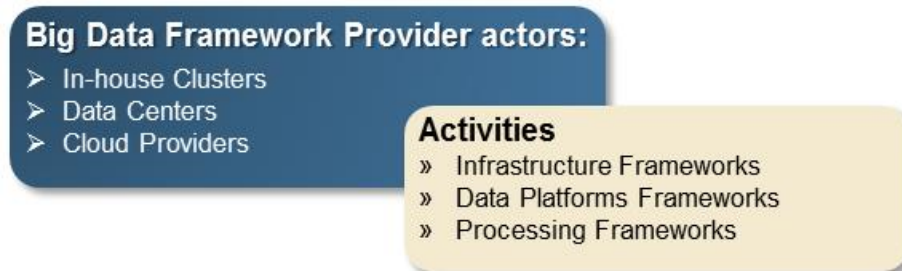 Big Data Framework Provider actors:
➢ In-house Clusters
➢ Data Centers
➢ Cloud Providers
Activities
» Infrastructure Frameworks
» Data Platforms Frameworks
» Processing Frameworks